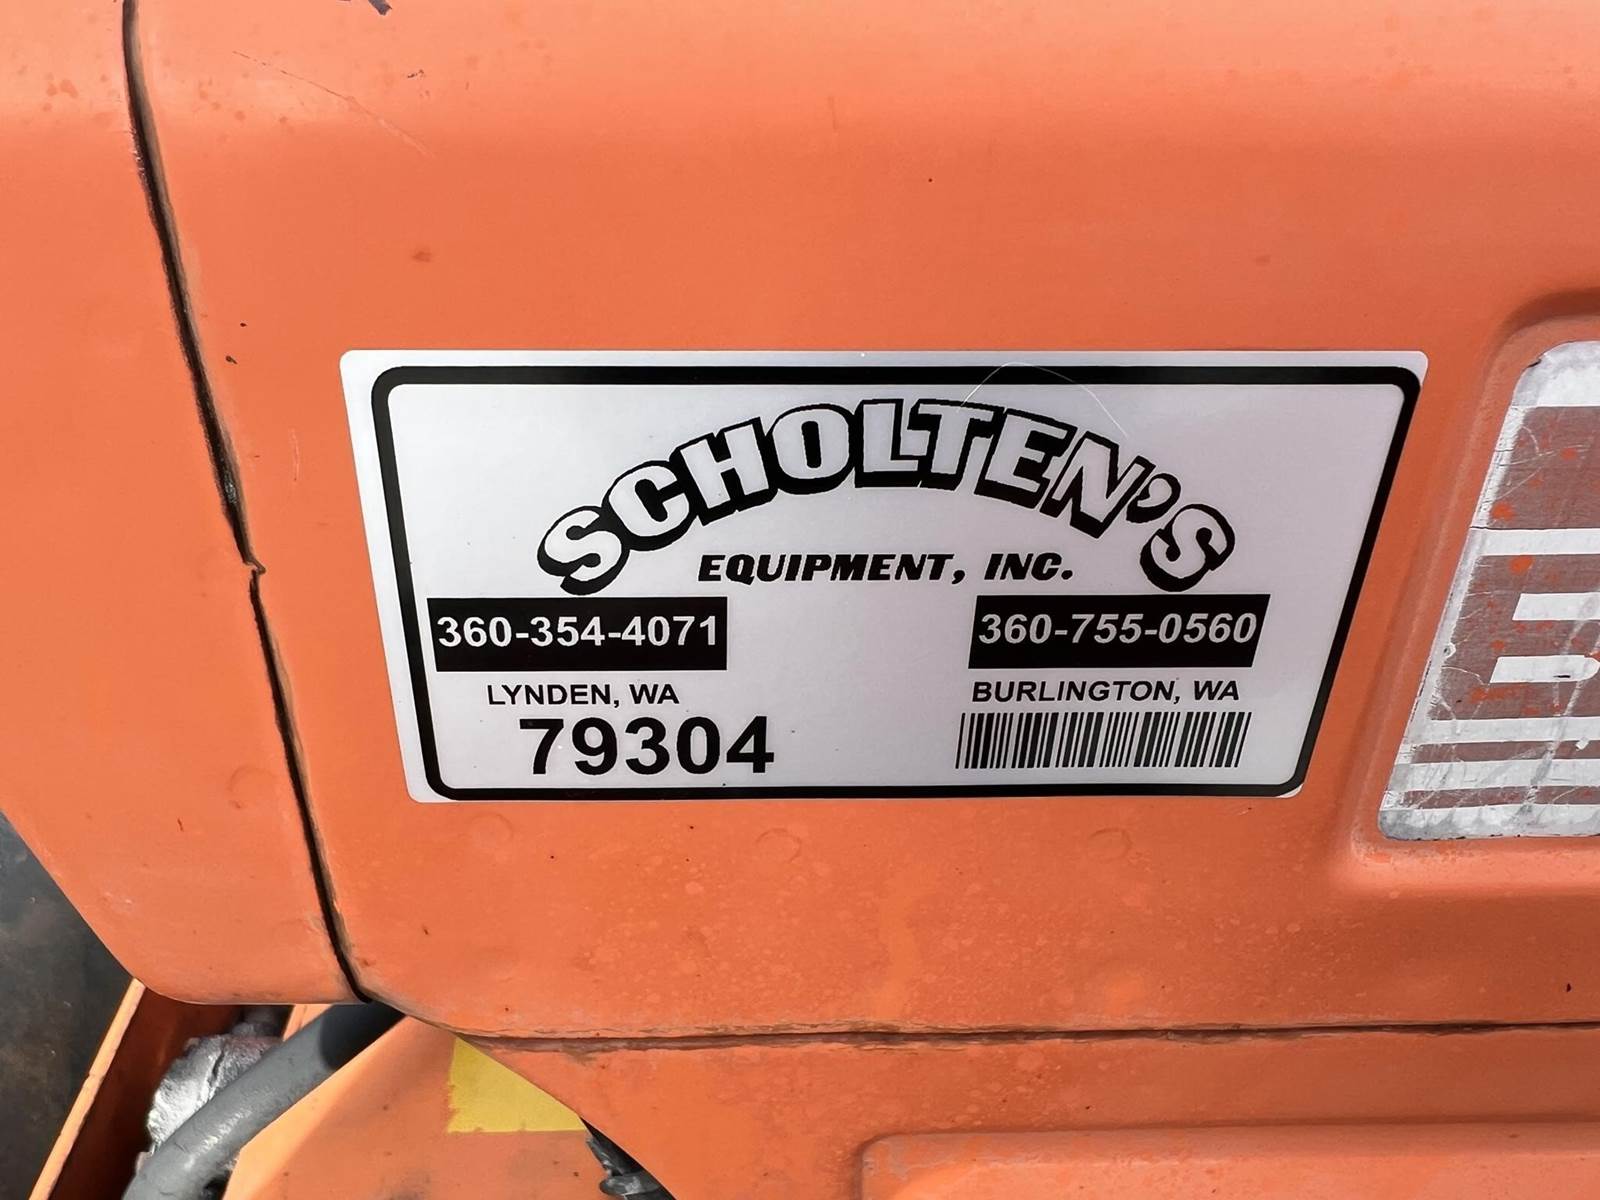 SCHOLTEN'S
EQUIPMENT, INC.
360-354-4071
360-755-0560
LYNDEN, WA
BURLINGTON, WA
79304